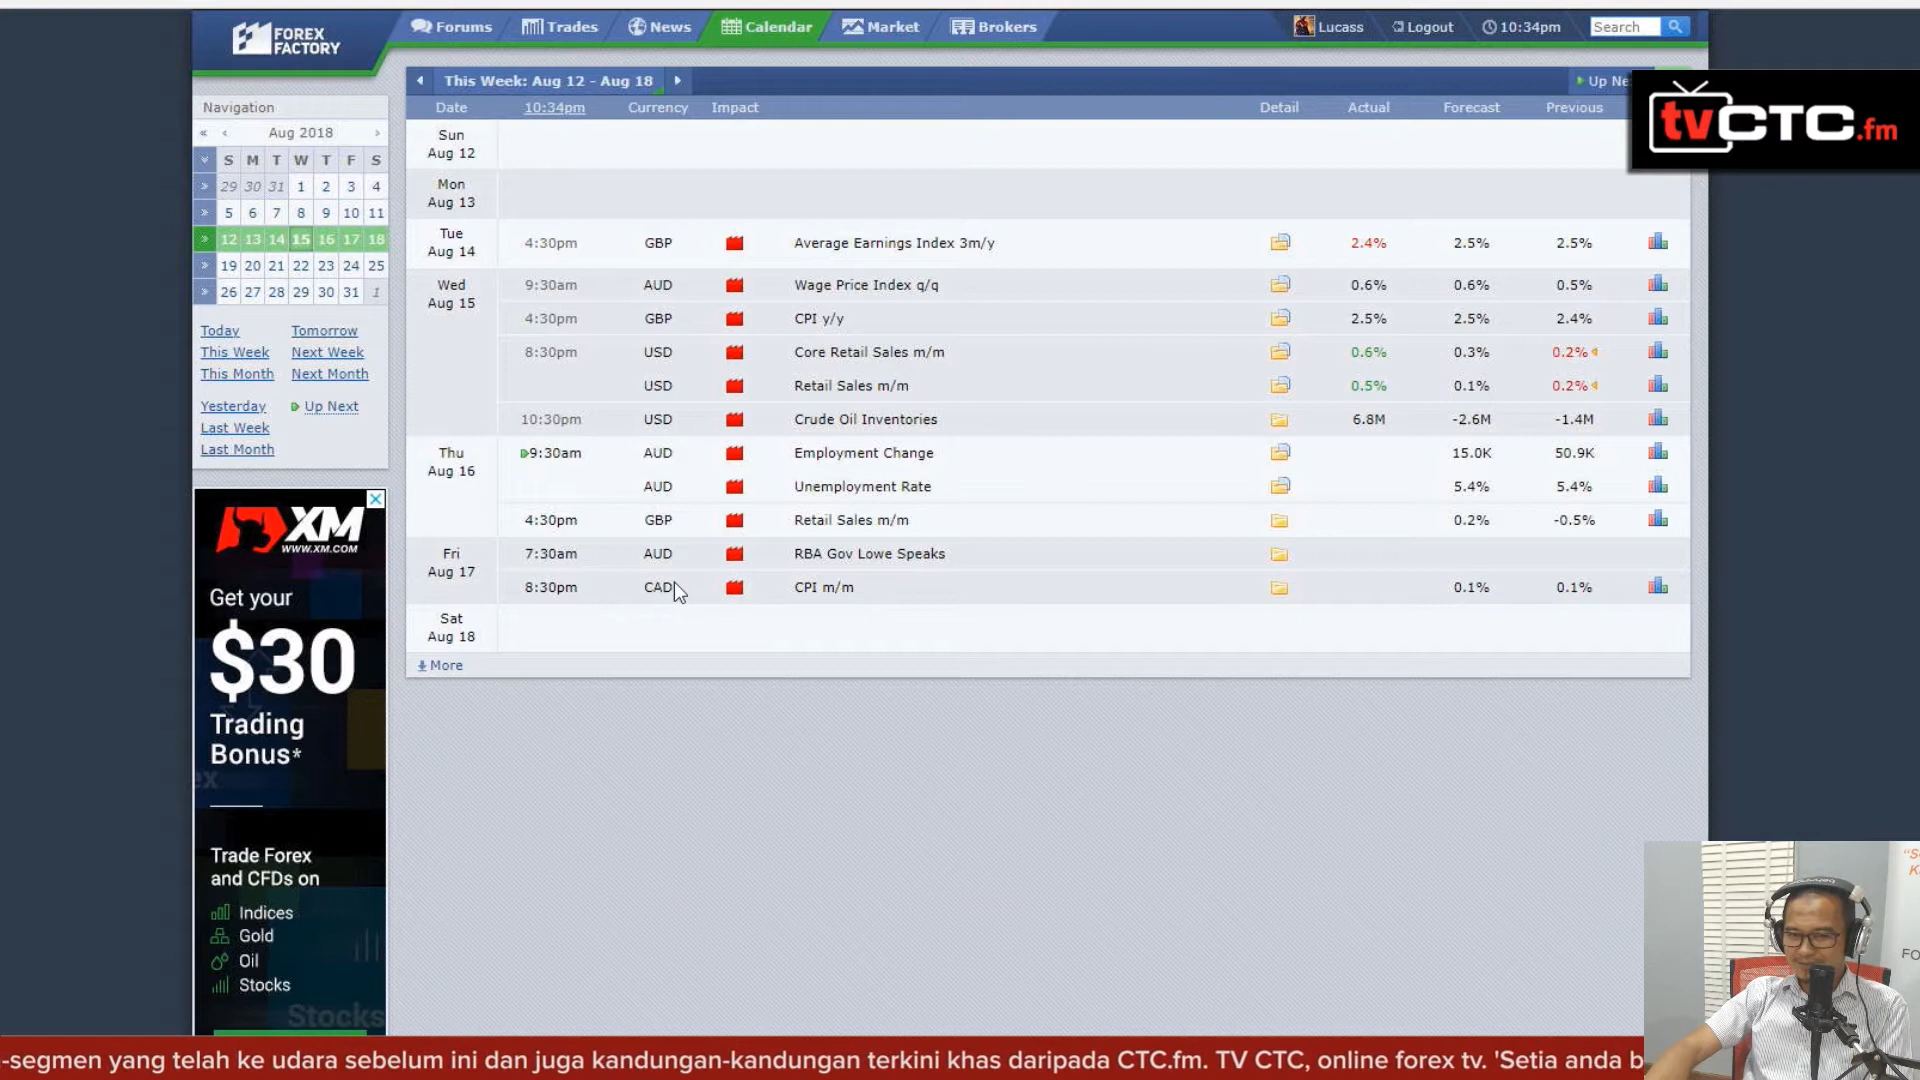 FOREX FACTORY
Forums Trades News Calendar Market Brokers
Lucass Logout 10:34pm Search
This Week: Aug 12 - Aug 18
Up Ne
tvCTC.fm
Date 10:34pm Currency Impact Detail Actual Forecast Previous
Sun Aug 12
Mon Aug 13
Tue Aug 14
4:30pm GBP Average Earnings Index 3m/y 2.4% 2.5% 2.5%
Wed Aug 15
9:30am AUD Wage Price Index q/q 0.6% 0.6% 0.5%
4:30pm GBP CPI y/y 2.5% 2.5% 2.4%
8:30pm USD Core Retail Sales m/m 0.6% 0.3% 0.2%
USD Retail Sales m/m 0.5% 0.1% 0.2%
10:30pm USD Crude Oil Inventories 6.8M -2.6M -1.4M
Thu Aug 16
9:30am AUD Employment Change 15.0K 50.9K
AUD Unemployment Rate 5.4% 5.4%
4:30pm GBP Retail Sales m/m 0.2% -0.5%
Fri Aug 17
7:30am AUD RBA Gov Lowe Speaks
8:30pm CAD CPI m/m 0.1% 0.1%
Sat Aug 18
More
Navigation
« ‹ Aug 2018 ›
S M T W T F S
29 30 31 1 2 3 4
5 6 7 8 9 10 11
12 13 14 15 16 17 18
19 20 21 22 23 24 25
26 27 28 29 30 31 1
Today Tomorrow
This Week Next Week
This Month Next Month
Yesterday Up Next
Last Week
Last Month
XM
WWW.XM.COM
Get your
$30
Trading
Bonus*
Trade Forex
and CFDs on
Indices
Gold
Oil
Stocks
Stocks
-segmen yang telah ke udara sebelum ini dan juga kandungan-kandungan terkini khas daripada CTC.fm. TV CTC, online forex tv. 'Setia anda b